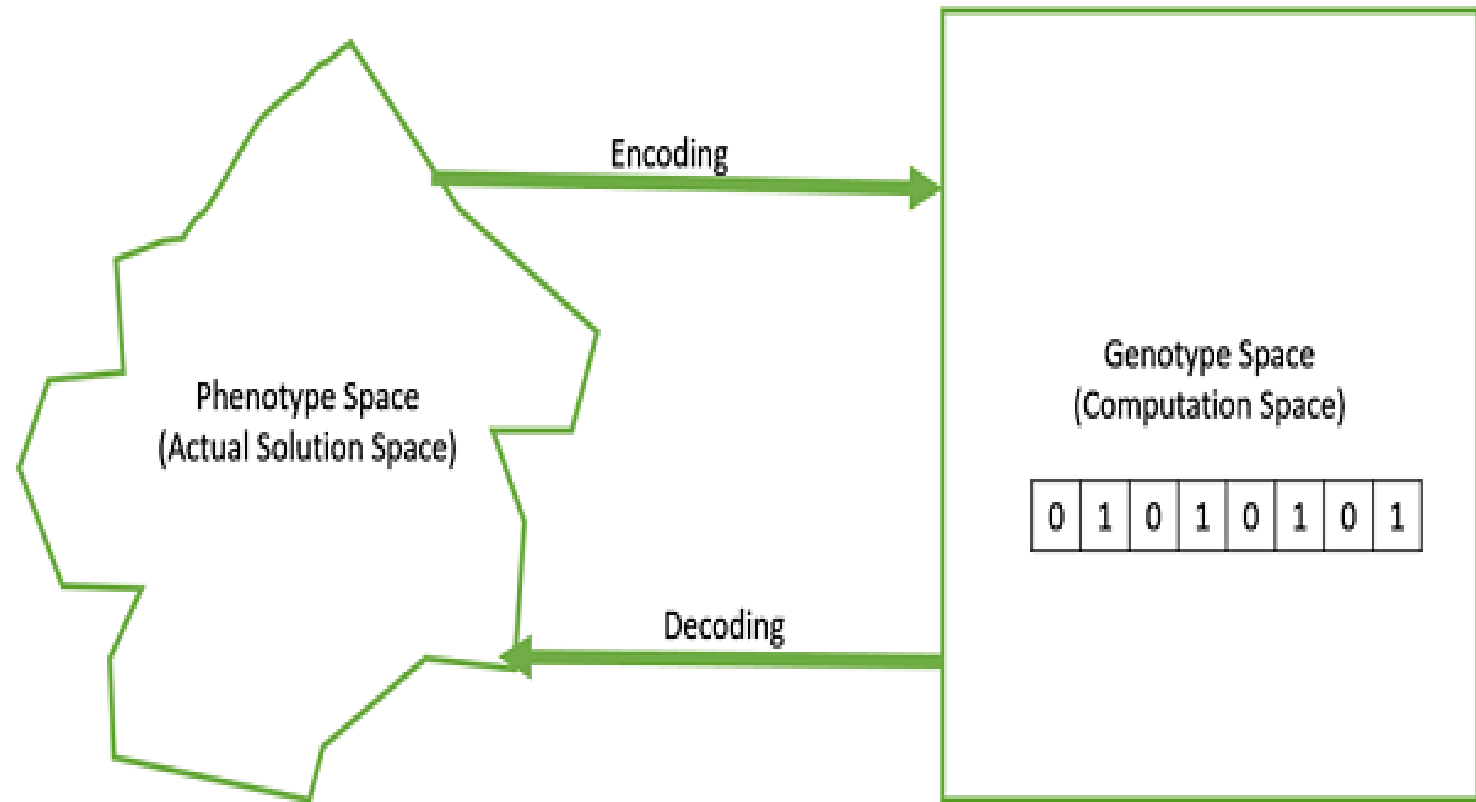 Encoding
Phenotype Space
(Actual Solution Space)
Genotype Space
(Computation Space)
0 1 0 1 0 1 0 1
Decoding